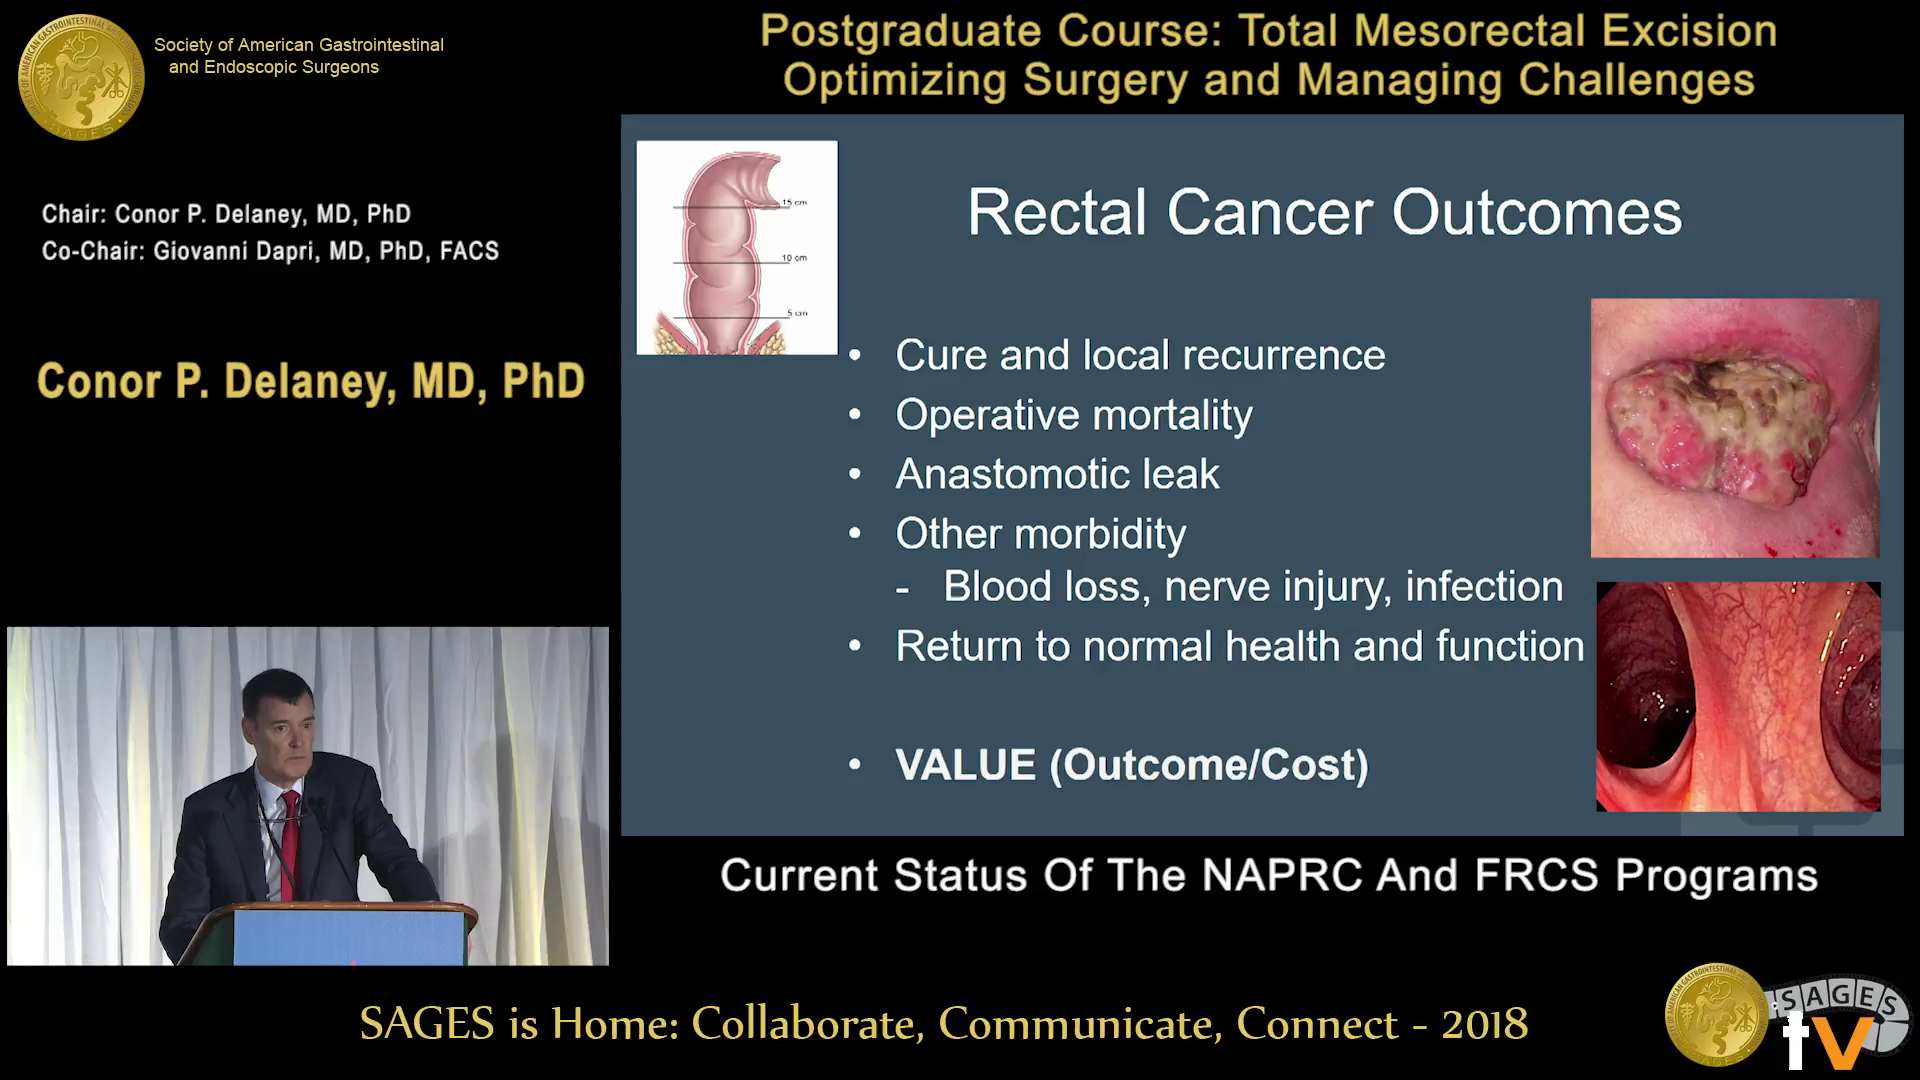 Society of American Gastrointestinal
and Endoscopic Surgeons
Postgraduate Course: Total Mesorectal Excision
Optimizing Surgery and Managing Challenges
Chair: Conor P. Delaney, MD, PhD
Co-Chair: Giovanni Dapri, MD, PhD, FACS
Conor P. Delaney, MD, PhD
15 cm
10 cm
5 cm
Rectal Cancer Outcomes
• Cure and local recurrence
• Operative mortality
• Anastomotic leak
• Other morbidity
- Blood loss, nerve injury, infection
• Return to normal health and function
• VALUE (Outcome/Cost)
Current Status Of The NAPRC And FRCS Programs
SAGES is Home: Collaborate, Communicate, Connect - 2018
SAGES
tv